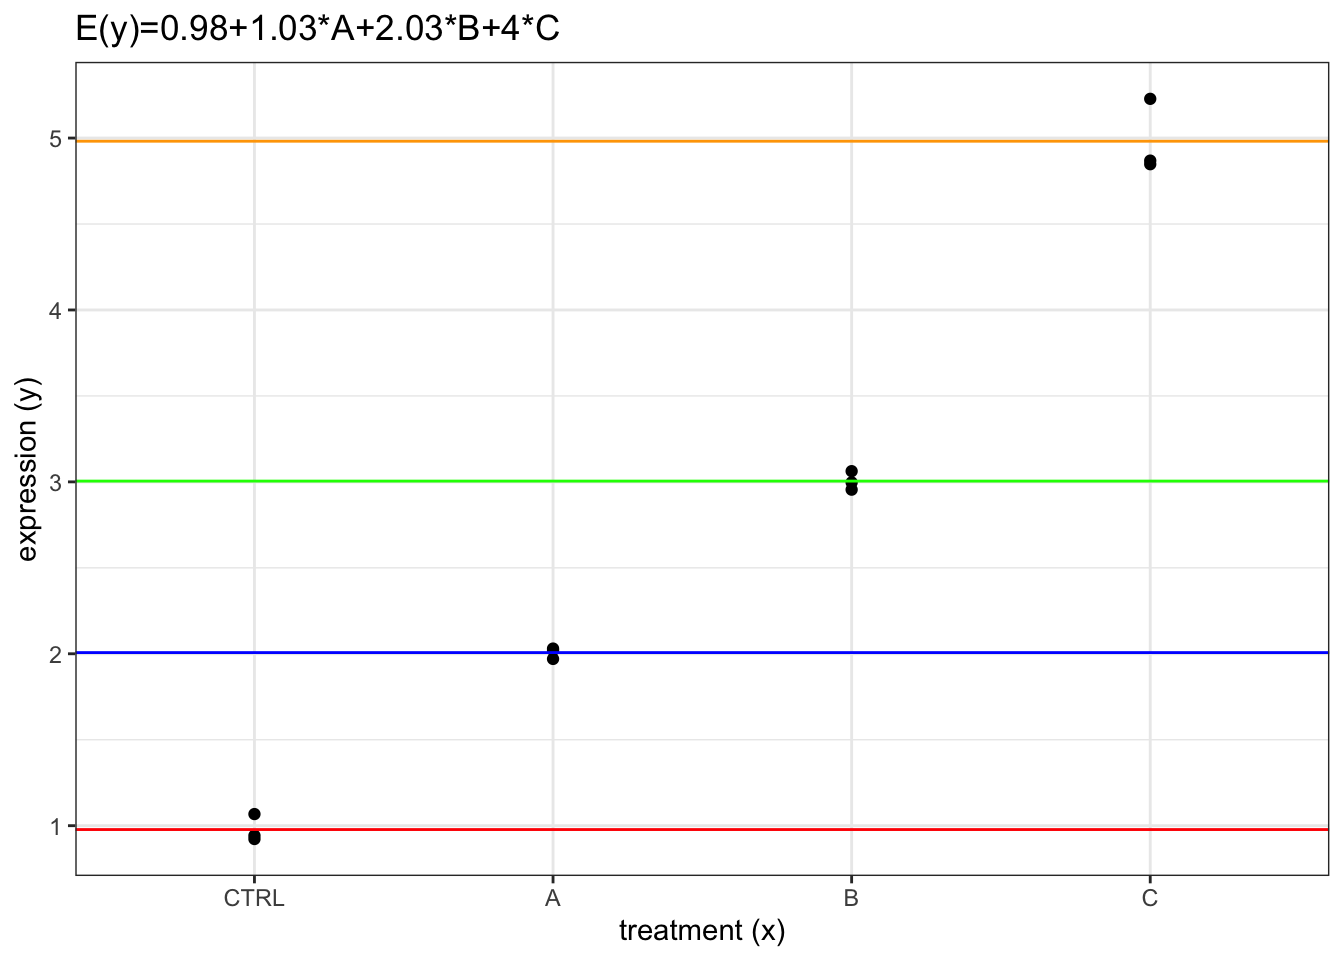 E(y)=0.98+1.03*A+2.03*B+4*C
5
4
3
2
1
expression (y)
CTRL A B C
treatment (x)